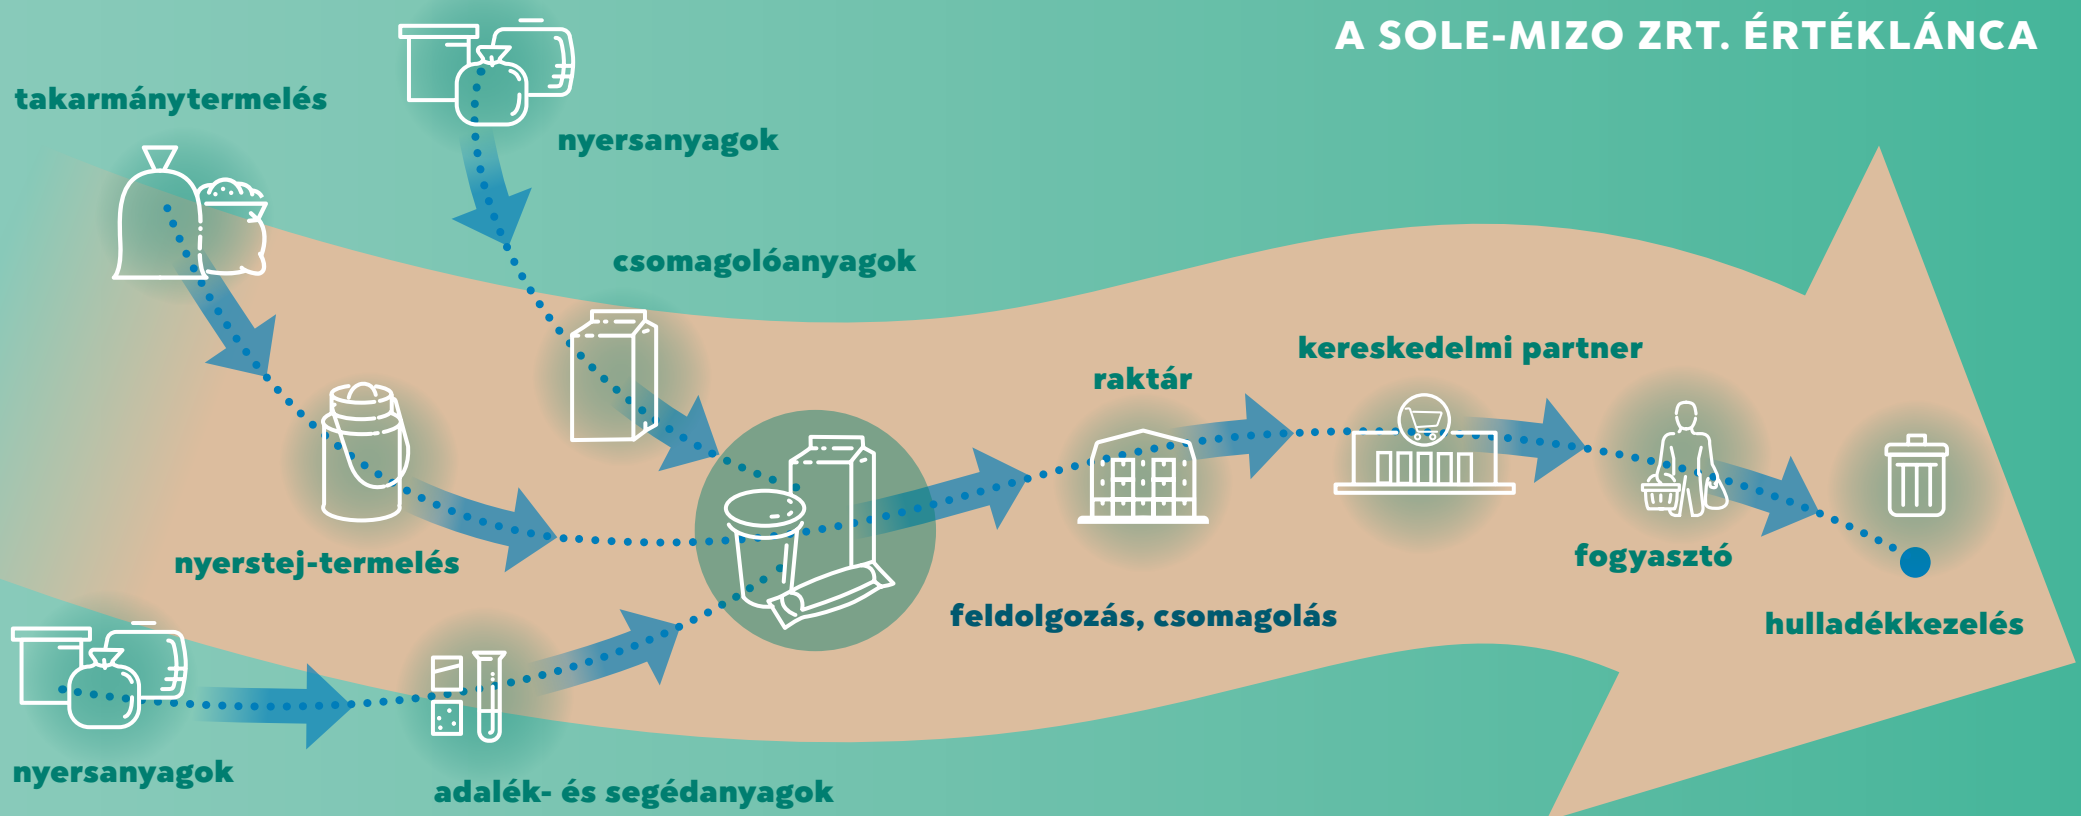 A SOLE-MIZO ZRT. ÉRTÉKLÁNCA
takarmánytermelés
nyersanyagok
csomagolóanyagok
kereskedelmi partner
raktár
nyerstej-termelés
fogyasztó
feldolgozás, csomagolás
hulladékkezelés
nyersanyagok
adalék- és segédanyagok